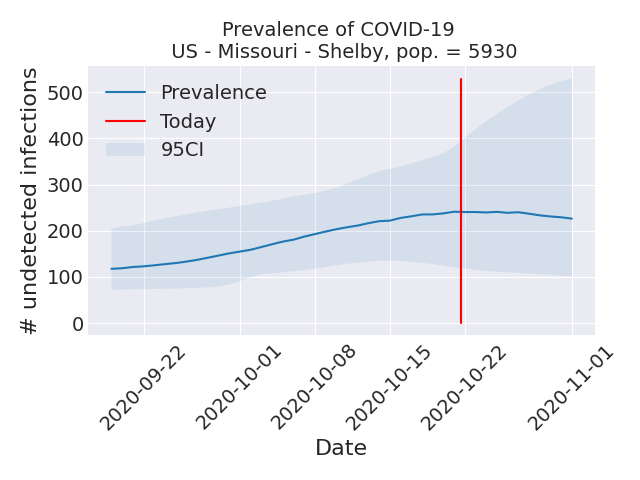 Prevalence of COVID-19
US - Missouri - Shelby, pop. = 5930
# undetected infections
500
400
300
200
100
0
Prevalence
Today
95CI
2020-09-22
2020-10-01
2020-10-08
2020-10-15
2020-10-22
2020-11-01
Date